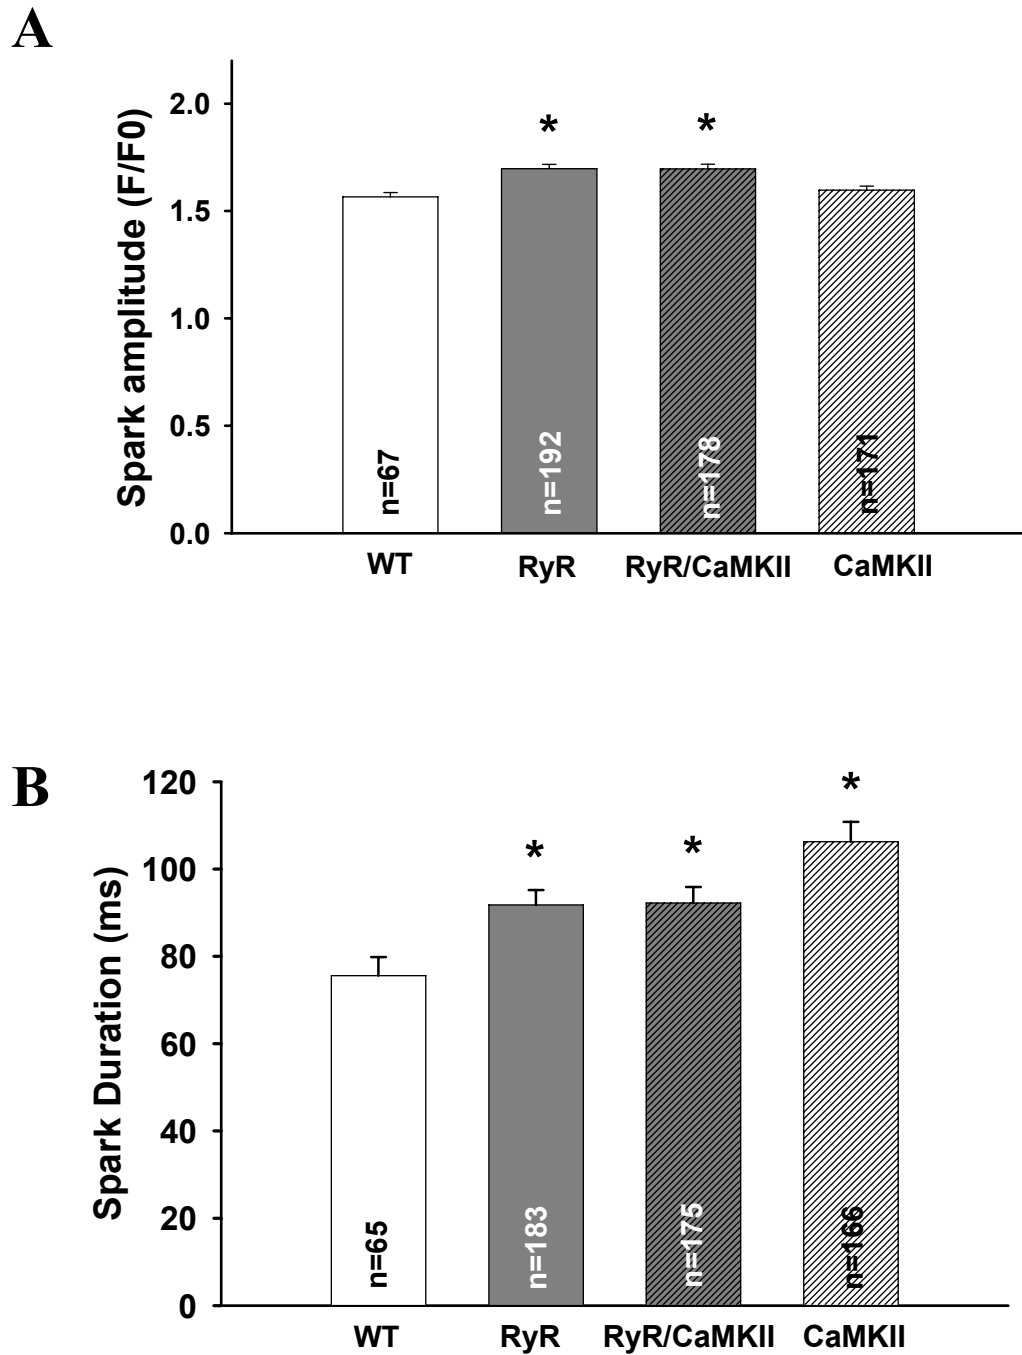 A
Spark amplitude (F/F0)
2.0
1.5
1.0
0.5
0.0
*
*
n=67
n=192
n=178
n=171
WT
RyR
RyR/CaMKII
CaMKII
B
Spark Duration (ms)
120
100
80
60
40
20
0
*
*
*
n=65
n=183
n=175
n=166
WT
RyR
RyR/CaMKII
CaMKII